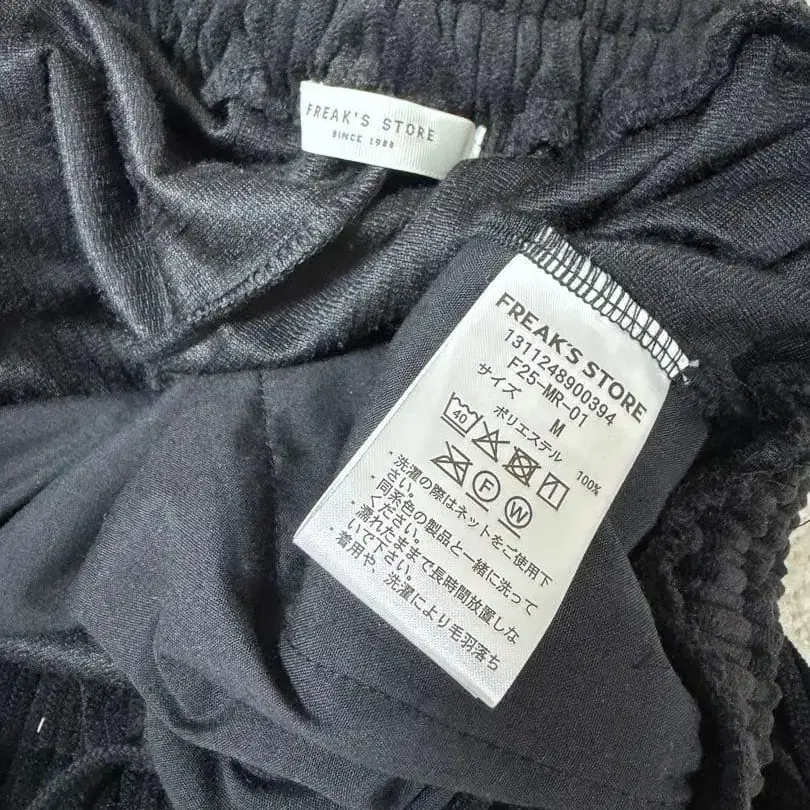 FREAK'S STORE
SINCE 1988
FREAK'S STORE
1311248900394
F25-MR-01
サイズ M
ポリエステル 100%
40
F W
・洗濯の際はネットをご使用下
さい。
・同系色の製品と一緒に洗って
ください。
・濡れたままで長時間放置しな
いで下さい。
・着用や、洗濯により毛羽落ち